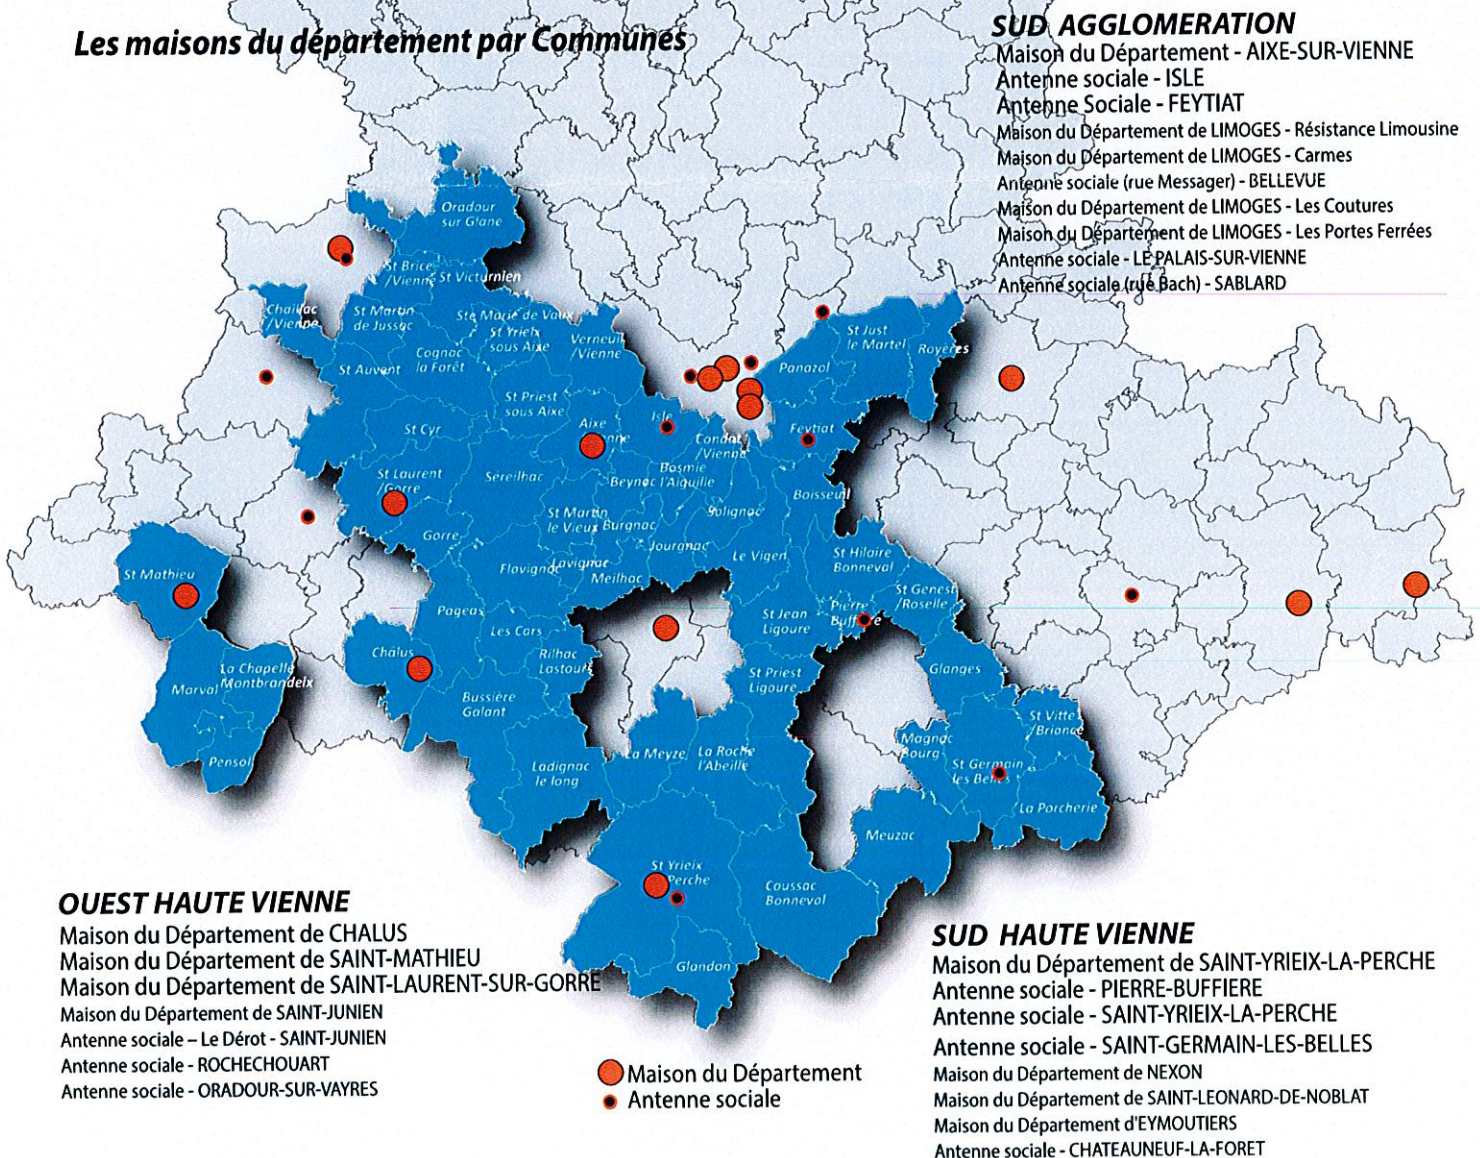 Les maisons du département par Communes
SUD AGGLOMERATION
Maison du Département - AIXE-SUR-VIENNE
Antenne sociale - ISLE
Antenne Sociale - FEYTIAT
Maison du Département de LIMOGES - Résistance Limousine
Maison du Département de LIMOGES - Carmes
Antenne sociale (rue Messager) - BELLEVUE
Maison du Département de LIMOGES - Les Coutures
Maison du Département de LIMOGES - Les Portes Ferrées
Antenne sociale - LE PALAIS-SUR-VIENNE
Antenne sociale (rue Bach) - SABLARD
Oradour
sur Glane
St Brice
/Vienne
St Victurnien
Chaillac
/Vienne
St Martin
de Jussac
Ste Marie de Vaux
St Yrieix
sous Aixe
Verneuil
/Vienne
Cognac
la Forêt
St Auvent
St Just
le Martel
Royères
Panazol
St Priest
sous Aixe
St Cyr
Aixe
Isle
Condat
/Vienne
Feytiat
St Laurent
/Gorre
Séreilhac
Bosmie
l'Aiguille
Beynac
Boisseuil
St Martin
le Vieux
Burgnac
Solignac
Gorre
Jourgnac
Le Vigen
St Hilaire
Bonneval
Flavignac
Lavignac
Meilhac
St Mathieu
St Genest
/Roselle
Pageas
Les Cars
St Jean
Ligoure
Pierre
Buffière
Châlus
Rilhac
Lastours
La Chapelle
Montbrandeix
Marval
St Priest
Ligoure
Glanges
Bussière
Galant
St Vitte
/Briance
Magnac
Bourg
La Meyze
La Roche
l'Abeille
Pensol
Ladignac
le long
St Germain
les Belles
La Porcherie
Meuzac
St Yrieix
Perche
Coussac
Bonneval
Glandon
OUEST HAUTE VIENNE
Maison du Département de CHALUS
Maison du Département de SAINT-MATHIEU
Maison du Département de SAINT-LAURENT-SUR-GORRE
Maison du Département de SAINT-JUNIEN
Antenne sociale – Le Dérot - SAINT-JUNIEN
Antenne sociale - ROCHECHOUART
Antenne sociale - ORADOUR-SUR-VAYRES
Maison du Département
Antenne sociale
SUD HAUTE VIENNE
Maison du Département de SAINT-YRIEIX-LA-PERCHE
Antenne sociale - PIERRE-BUFFIERE
Antenne sociale - SAINT-YRIEIX-LA-PERCHE
Antenne sociale - SAINT-GERMAIN-LES-BELLES
Maison du Département de NEXON
Maison du Département de SAINT-LEONARD-DE-NOBLAT
Maison du Département d'EYMOUTIERS
Antenne sociale - CHATEAUNEUF-LA-FORET